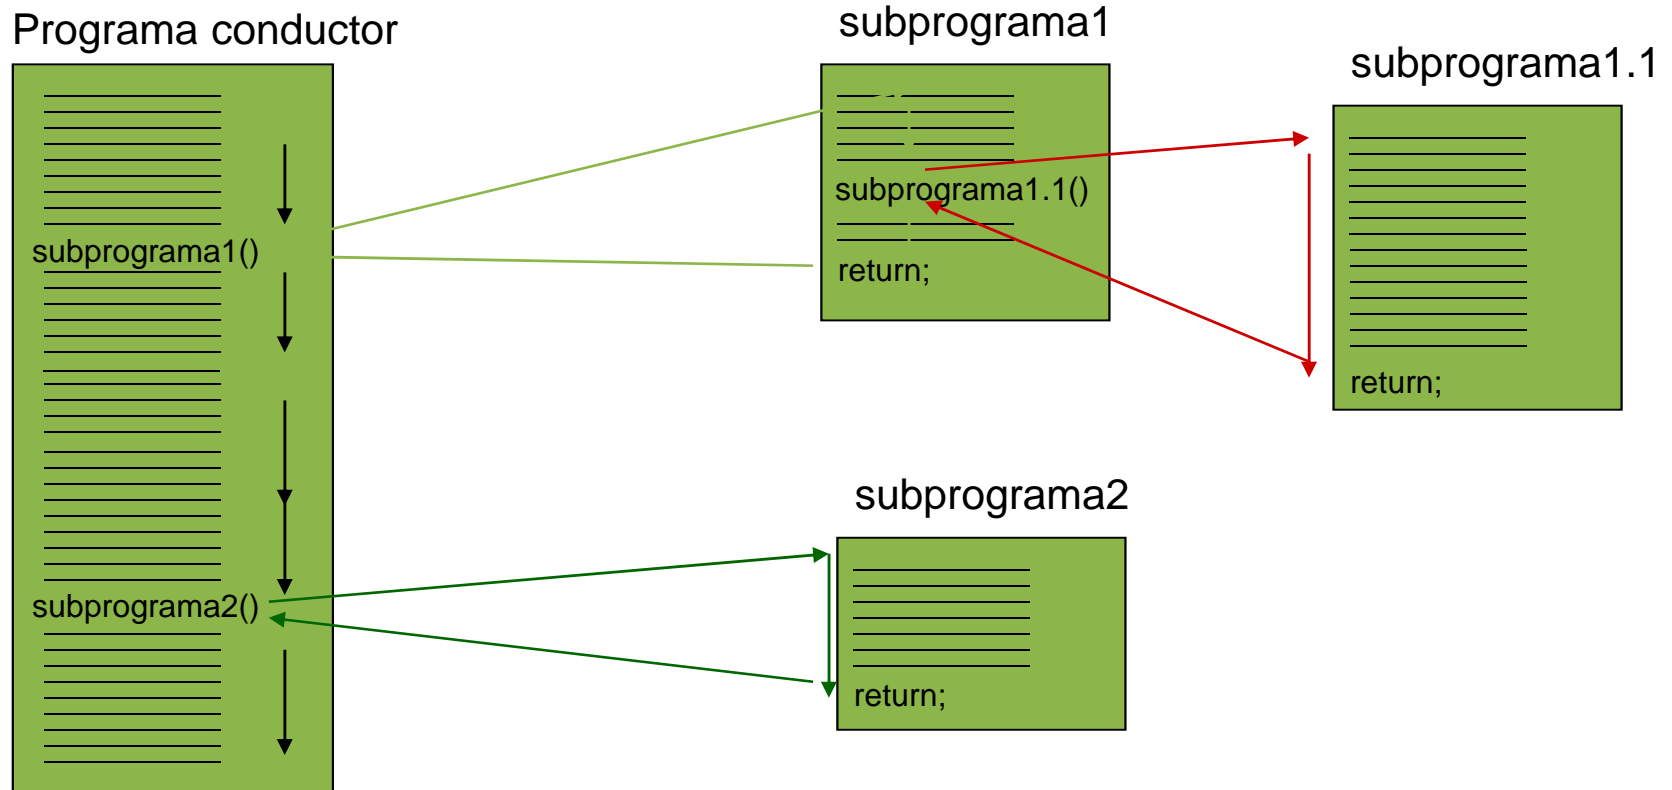 Programa conductor
subprograma1()
subprograma2()
subprograma1
subprograma1.1()
return;
subprograma1.1
return;
subprograma2
return;